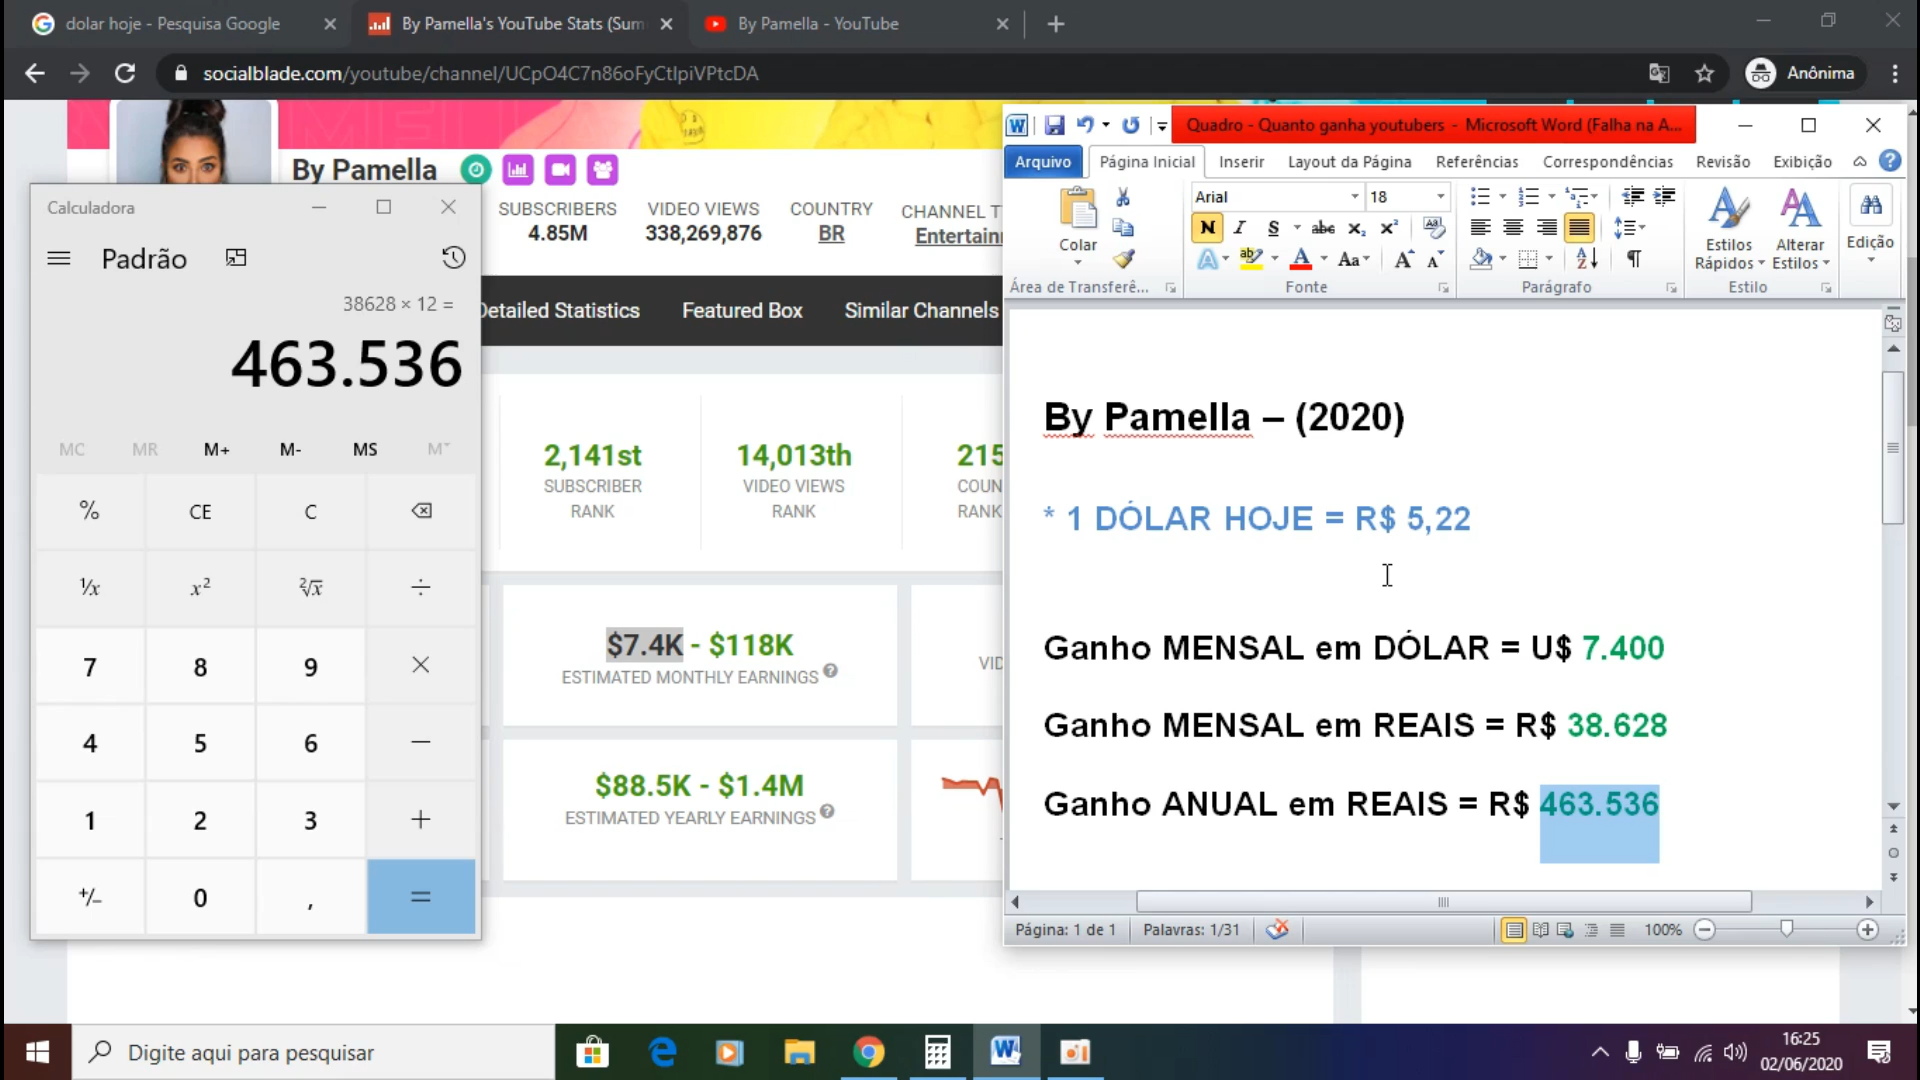 dolar hoje - Pesquisa Google
By Pamella's YouTube Stats (Sum
By Pamella - YouTube
socialblade.com/youtube/channel/UCpO4C7n86oFyCtIpiVPtcDA
Anônima
By Pamella
SUBSCRIBERS
4.85M
VIDEO VIEWS
338,269,876
COUNTRY
BR
CHANNEL T
Entertainm
Detailed Statistics
Featured Box
Similar Channels
2,141st
SUBSCRIBER
RANK
14,013th
VIDEO VIEWS
RANK
215
COUN
RANK
$7.4K - $118K
ESTIMATED MONTHLY EARNINGS
VID
$88.5K - $1.4M
ESTIMATED YEARLY EARNINGS
Calculadora
Padrão
38628 × 12 =
463.536
MC MR M+ M- MS M
% CE C
1/x x² ²√x ÷
7 8 9 ×
4 5 6 −
1 2 3 +
+/− 0 , =
Quadro - Quanto ganha youtubers - Microsoft Word (Falha na A...
Arquivo Página Inicial Inserir Layout da Página Referências Correspondências Revisão Exibição
Colar
Arial 18
N I S abc x₂ x²
A ab A Aa A A
Estilos
Rápidos
Alterar
Estilos
Edição
Área de Transferê... Fonte Parágrafo Estilo
By Pamella – (2020)
* 1 DÓLAR HOJE = R$ 5,22
Ganho MENSAL em DÓLAR = U$ 7.400
Ganho MENSAL em REAIS = R$ 38.628
Ganho ANUAL em REAIS = R$ 463.536
Página: 1 de 1 Palavras: 1/31 100%
Digite aqui para pesquisar
16:25
02/06/2020